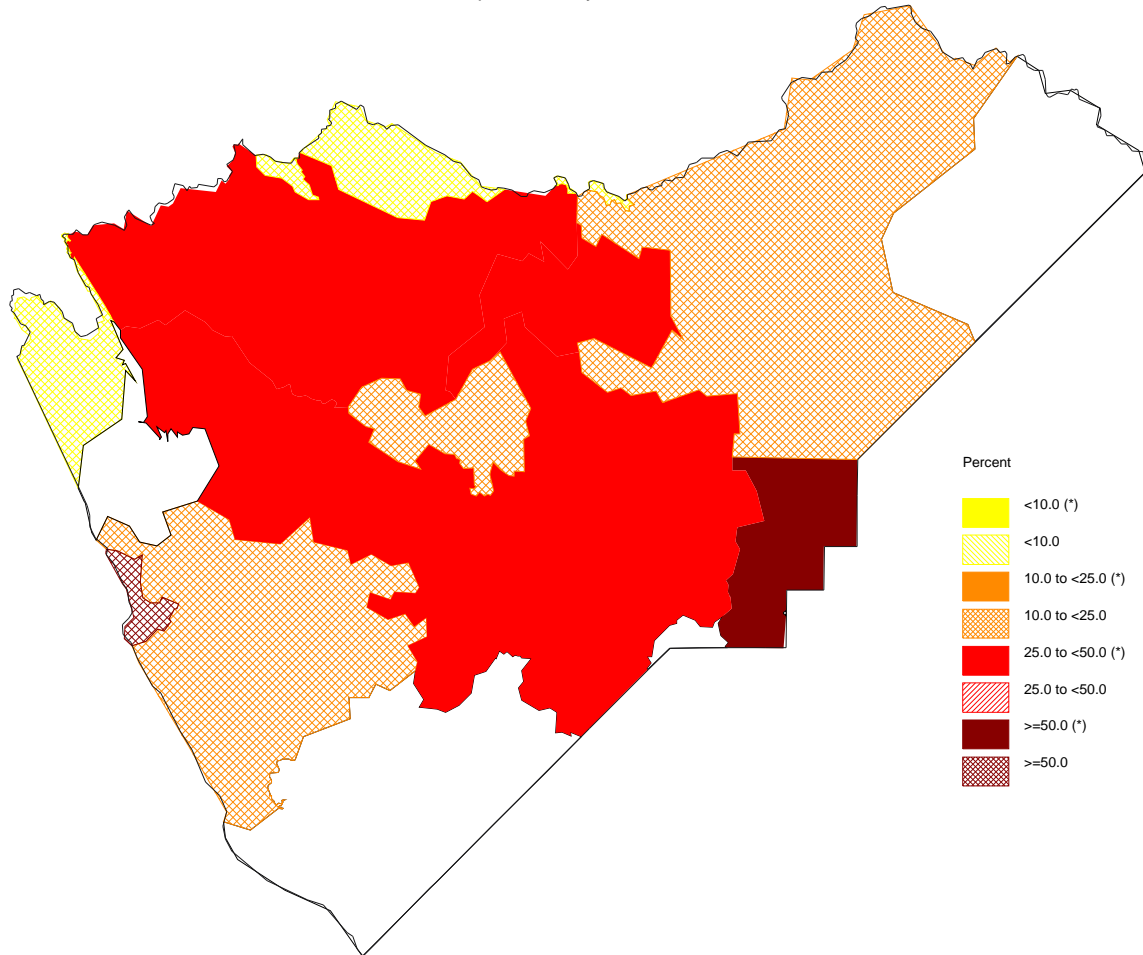 Percent
<10.0 (*)
<10.0
10.0 to <25.0 (*)
10.0 to <25.0
25.0 to <50.0 (*)
25.0 to <50.0
>=50.0 (*)
>=50.0